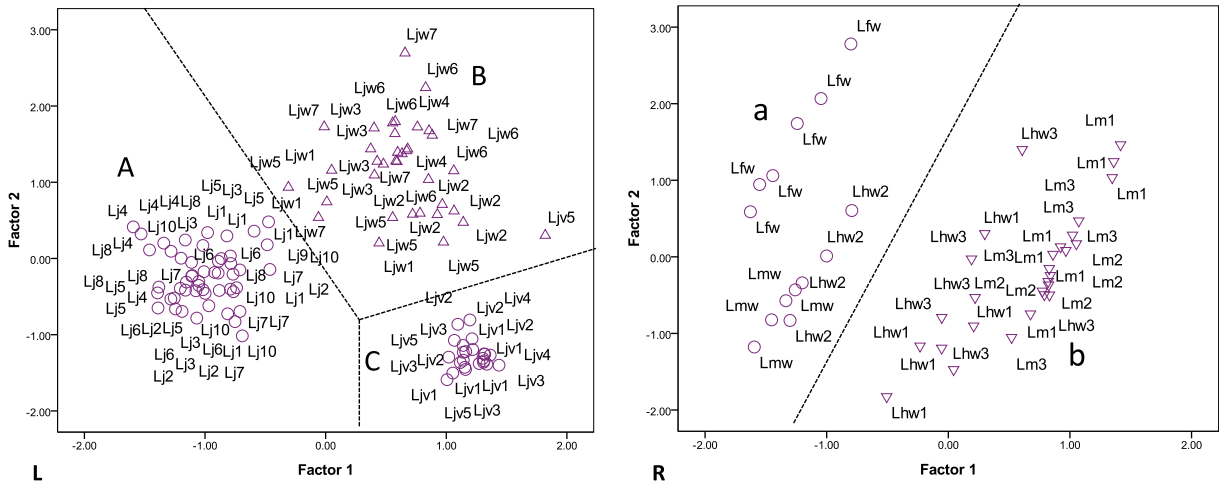 3.00
Ljw7
Ljw6
B
Ljw6
2.00
Ljw7 Ljw3 Ljw6 Ljw4
Ljw3 Ljw7 Ljw6
A
Ljw5 Ljw1 Ljw3 Ljw4 Ljw6
1.00
Lj5 Lj3 Lj5 Ljw5 Ljw3 Ljw7 Ljw2
Lj4 Lj4 Lj4 Lj8 Lj1 Ljw1 Ljw2 Ljw2
Lj10 Lj3 Lj1 Lj1 Ljw7 Ljw5 Ljw2 Ljw2 Ljv5
Lj8 Lj4 Lj6 Lj6 Lj9 Lj10 Ljw5
0.00
Ljw1 Ljw5
Lj8 Lj8 Lj7 Lj8 Lj7
Lj5 Lj4 Lj10 Lj1 Lj2 Ljv2 Ljv4
Lj5 Lj7 Lj7
Lj6 Lj2 Lj5 Lj10 Ljv3 Ljv2
-1.00
Lj3 Ljv5
Lj6 Lj6 Lj1 Lj10 C Ljv2 Ljv1 Ljv4
Lj3 Ljv3
Lj2 Lj2 Lj7 Ljv1 Ljv1 Ljv1 Ljv3
Ljv5 Ljv3
-2.00
-2.00 -1.00 0.00 1.00 2.00
Factor 1
Factor 2
L
3.00
Lfw
Lfw
2.00
a
Lfw
Lhw3 Lm1
Lm1
1.00
Lfw Lfw Lhw2 Lm3 Lm1
Lfw Lm3
Lhw2 Lhw3 Lhw1 Lm1 Lm3
0.00
Lm3 Lm1 Lm2
Lmw Lhw2 Lhw3 Lhw1 Lm2 Lm1
Lmw Lmw Lhw3 Lm2
Lhw2 Lhw1 Lm1 Lhw3
-1.00
Lmw Lhw1 Lhw3 Lm3 b
Lhw1
-2.00
-2.00 -1.00 0.00 1.00 2.00
Factor 1
Factor 2
R